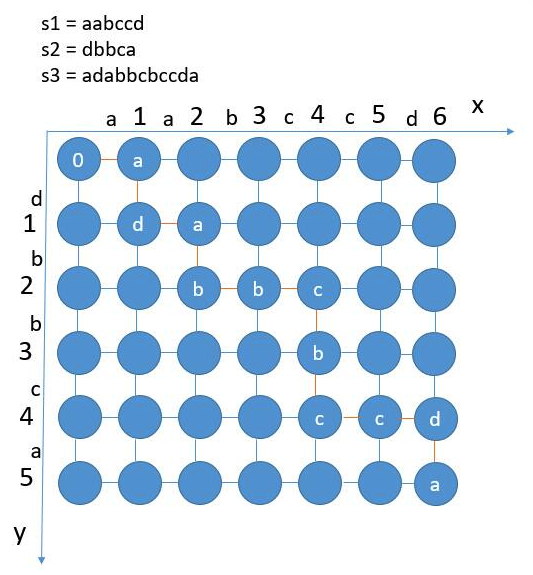 s1 = aabccd
s2 = dbbca
s3 = adabbcbccda
a 1 a 2 b 3 c 4 c 5 d 6 x
0 a
d
1 d a
b
2 b b c
b
3 b
c
4 c c d
a
5 a
y